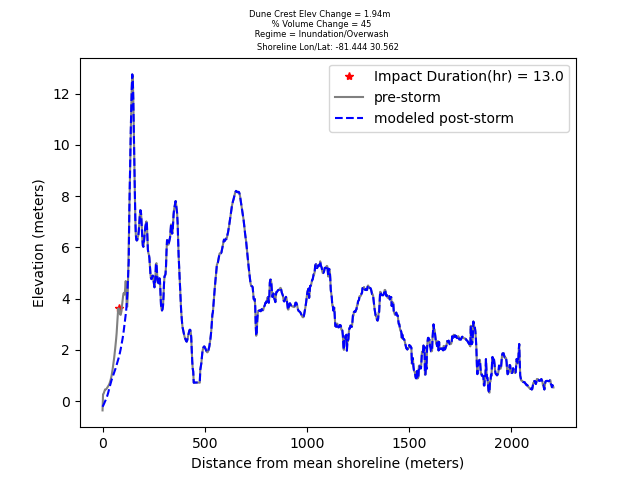 Dune Crest Elev Change = 1.94m
% Volume Change = 45
Regime = Inundation/Overwash
Shoreline Lon/Lat: -81.444 30.562
Impact Duration(hr) = 13.0
pre-storm
modeled post-storm
12
10
8
6
4
2
0
Elevation (meters)
0 500 1000 1500 2000
Distance from mean shoreline (meters)